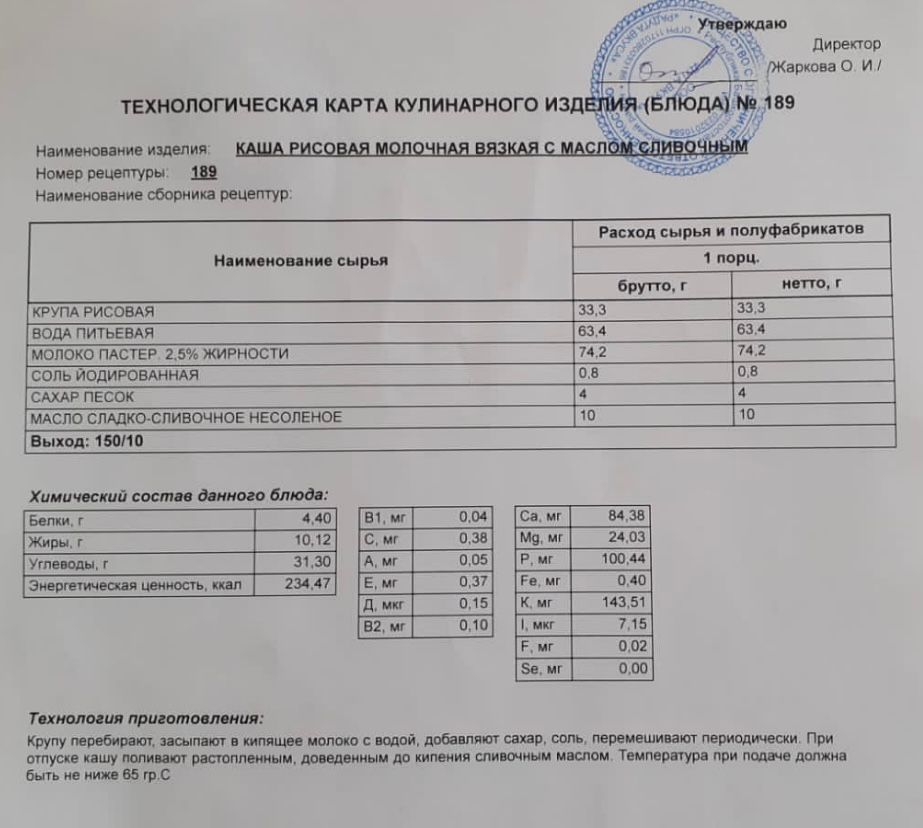 Утверждаю
Директор
/Жаркова О. И./
ТЕХНОЛОГИЧЕСКАЯ КАРТА КУЛИНАРНОГО ИЗДЕЛИЯ (БЛЮДА) № 189
Наименование изделия: КАША РИСОВАЯ МОЛОЧНАЯ ВЯЗКАЯ С МАСЛОМ СЛИВОЧНЫМ
Номер рецептуры: 189
Наименование сборника рецептур:
Наименование сырья
Расход сырья и полуфабрикатов
1 порц.
брутто, г нетто, г
КРУПА РИСОВАЯ 33,3 33,3
ВОДА ПИТЬЕВАЯ 63,4 63,4
МОЛОКО ПАСТЕР. 2,5% ЖИРНОСТИ 74,2 74,2
СОЛЬ ЙОДИРОВАННАЯ 0,8 0,8
САХАР ПЕСОК 4 4
МАСЛО СЛАДКО-СЛИВОЧНОЕ НЕСОЛЕНОЕ 10 10
Выход: 150/10
Химический состав данного блюда:
Белки, г 4,40
Жиры, г 10,12
Углеводы, г 31,30
Энергетическая ценность, ккал 234,47
В1, мг 0,04
С, мг 0,38
А, мг 0,05
Е, мг 0,37
Д, мкг 0,15
В2, мг 0,10
Ca, мг 84,38
Mg, мг 24,03
P, мг 100,44
Fe, мг 0,40
K, мг 143,51
I, мкг 7,15
F, мг 0,02
Se, мг 0,00
Технология приготовления:
Крупу перебирают, засыпают в кипящее молоко с водой, добавляют сахар, соль, перемешивают периодически. При
отпуске кашу поливают растопленным, доведенным до кипения сливочным маслом. Температура при подаче должна
быть не ниже 65 гр.С